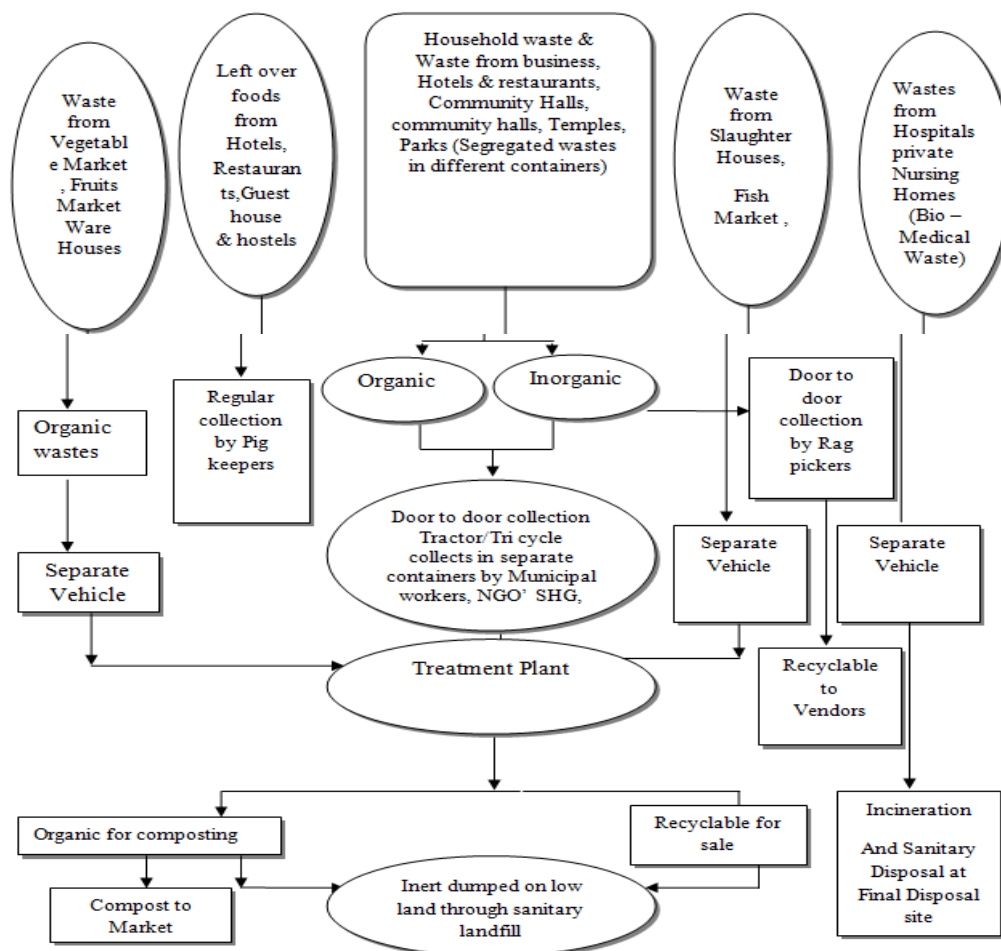 Waste
from
Vegetabl
e Market
, Fruits
Market
Ware
Houses
Left over
foods
from
Hotels,
Restauran
ts,Guest
house
& hostels
Household waste &
Waste from business,
Hotels & restaurants,
Community Halls,
community halls, Temples,
Parks (Segregated wastes
in different containers)
Waste
from
Slaughter
Houses,
Fish
Market ,
Wastes
from
Hospitals
private
Nursing
Homes
(Bio –
Medical
Waste)
Organic
wastes
Regular
collection
by Pig
keepers
Organic
Inorganic
Door to
door
collection
by Rag
pickers
Separate
Vehicle
Door to door collection
Tractor/Tri cycle
collects in separate
containers by Municipal
workers, NGO’ SHG,
Separate
Vehicle
Separate
Vehicle
Treatment Plant
Recyclable
to
Vendors
Organic for composting
Recyclable for
sale
Incineration
And Sanitary
Disposal at
Final Disposal
site
Compost to
Market
Inert dumped on low
land through sanitary
landfill